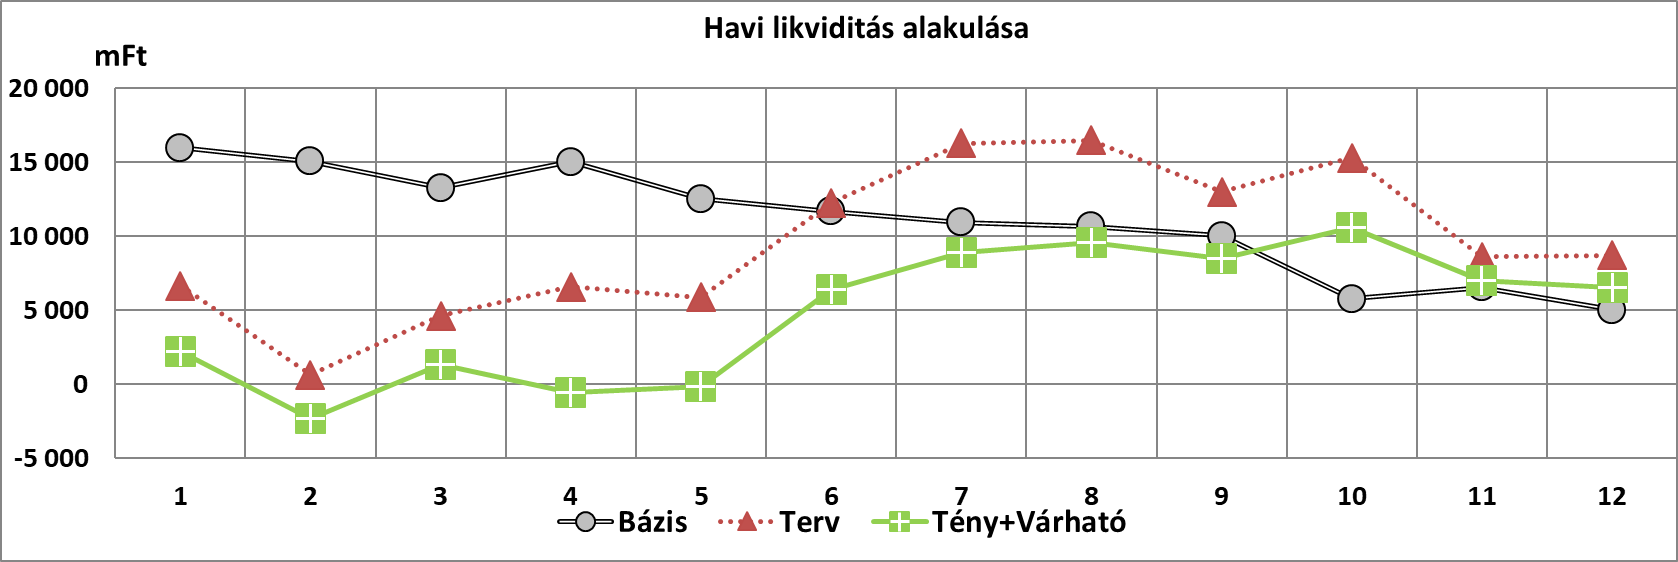 Havi likviditás alakulása
mFt
20 000
15 000
10 000
5 000
0
-5 000
1 2 3 4 5 6 7 8 9 10 11 12
Bázis Terv Tény+Várható